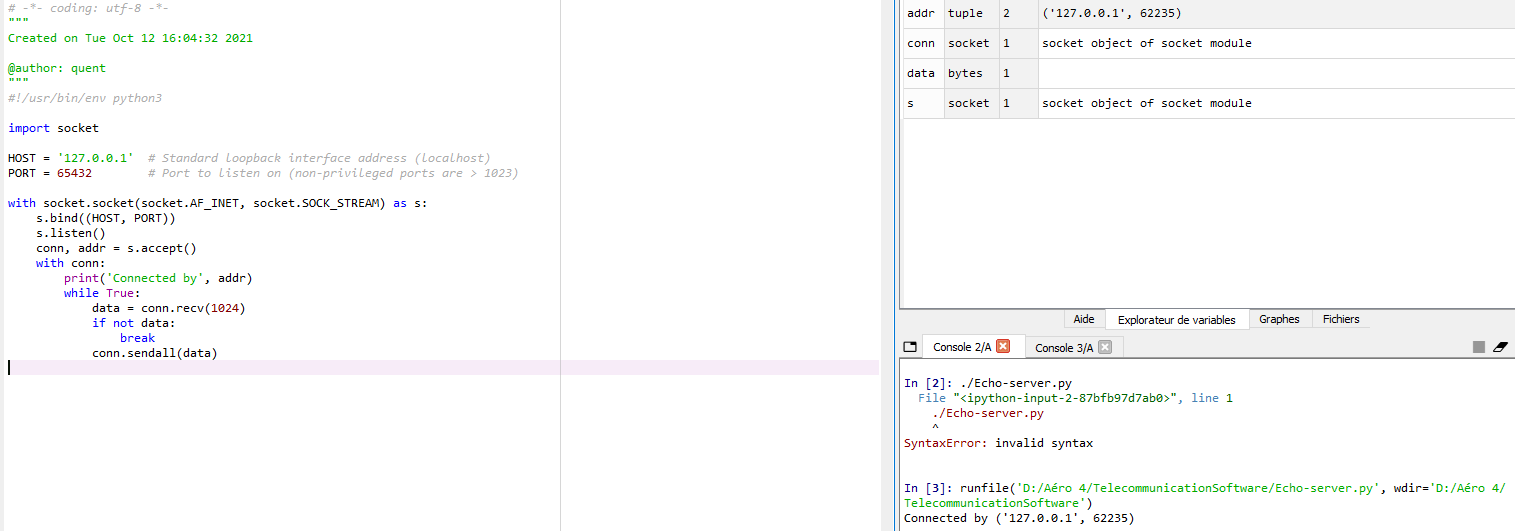 # -*- coding: utf-8 -*-
"""
Created on Tue Oct 12 16:04:32 2021
@author: quent
"""
#!/usr/bin/env python3
import socket
HOST = '127.0.0.1'  # Standard loopback interface address (localhost)
PORT = 65432        # Port to listen on (non-privileged ports are > 1023)
with socket.socket(socket.AF_INET, socket.SOCK_STREAM) as s:
    s.bind((HOST, PORT))
    s.listen()
    conn, addr = s.accept()
    with conn:
        print('Connected by', addr)
        while True:
            data = conn.recv(1024)
            if not data:
                break
            conn.sendall(data)
addr tuple 2 ('127.0.0.1', 62235)
conn socket 1 socket object of socket module
data bytes 1
s socket 1 socket object of socket module
Aide Explorateur de variables Graphes Fichiers
Console 2/A Console 3/A
In [2]: ./Echo-server.py
  File "<ipython-input-2-87bfb97d7ab0>", line 1
    ./Echo-server.py
    ^
SyntaxError: invalid syntax
In [3]: runfile('D:/Aéro 4/TelecommunicationSoftware/Echo-server.py', wdir='D:/Aéro 4/
TelecommunicationSoftware')
Connected by ('127.0.0.1', 62235)